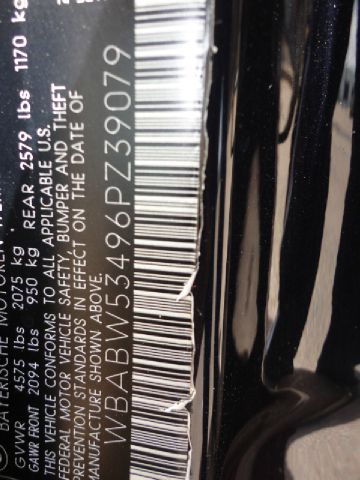 BAYERISCHE MOTOREN
GVWR 4575 lbs 2075 kg
GAWR FRONT 2094 lbs 950 kg REAR 2579 lbs 1170 kg
THIS VEHICLE CONFORMS TO ALL APPLICABLE U.S.
FEDERAL MOTOR VEHICLE SAFETY, BUMPER AND THEFT
PREVENTION STANDARDS IN EFFECT ON THE DATE OF
MANUFACTURE SHOWN ABOVE.
WBABW53496PZ39079